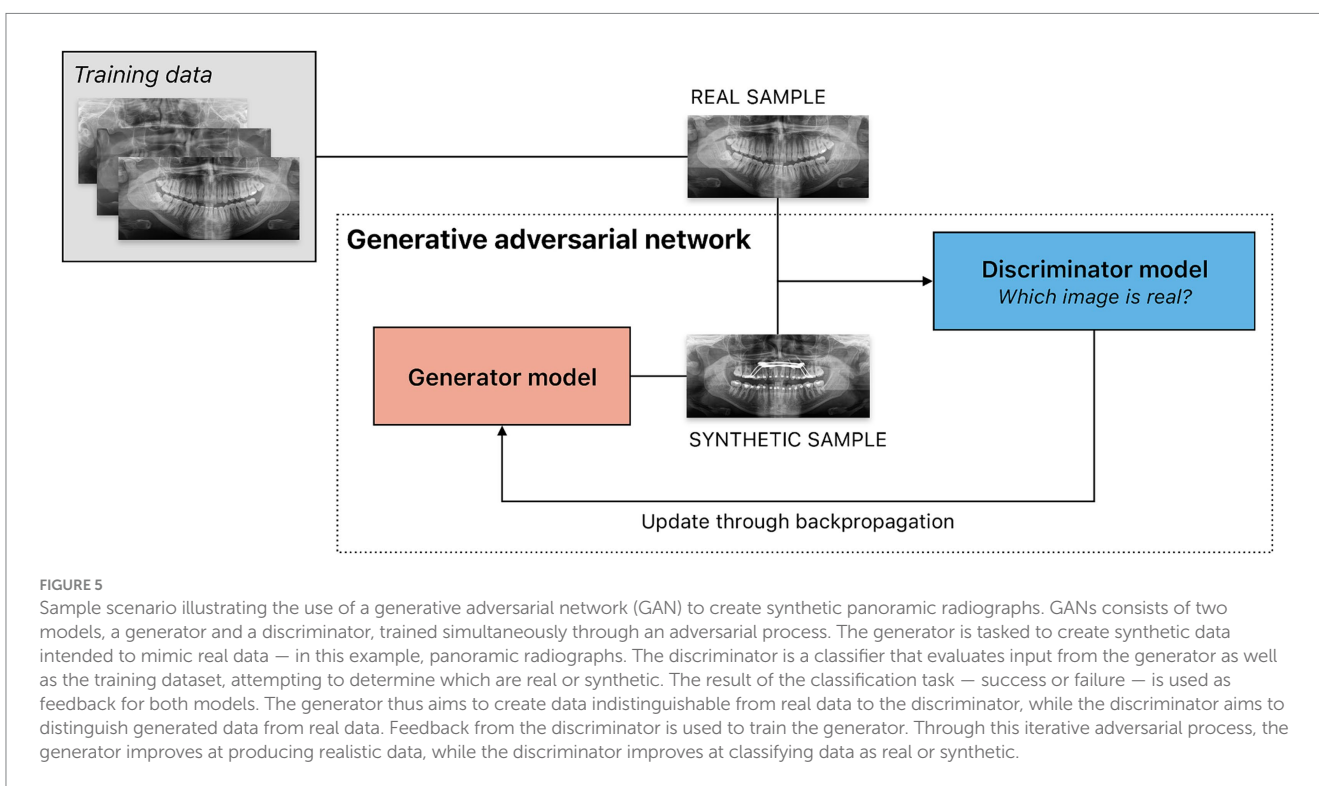 Training data
REAL SAMPLE
Generative adversarial network
Discriminator model
Which image is real?
Generator model
SYNTHETIC SAMPLE
Update through backpropagation
FIGURE 5
Sample scenario illustrating the use of a generative adversarial network (GAN) to create synthetic panoramic radiographs. GANs consists of two
models, a generator and a discriminator, trained simultaneously through an adversarial process. The generator is tasked to create synthetic data
intended to mimic real data — in this example, panoramic radiographs. The discriminator is a classifier that evaluates input from the generator as well
as the training dataset, attempting to determine which are real or synthetic. The result of the classification task — success or failure — is used as
feedback for both models. The generator thus aims to create data indistinguishable from real data to the discriminator, while the discriminator aims to
distinguish generated data from real data. Feedback from the discriminator is used to train the generator. Through this iterative adversarial process, the
generator improves at producing realistic data, while the discriminator improves at classifying data as real or synthetic.